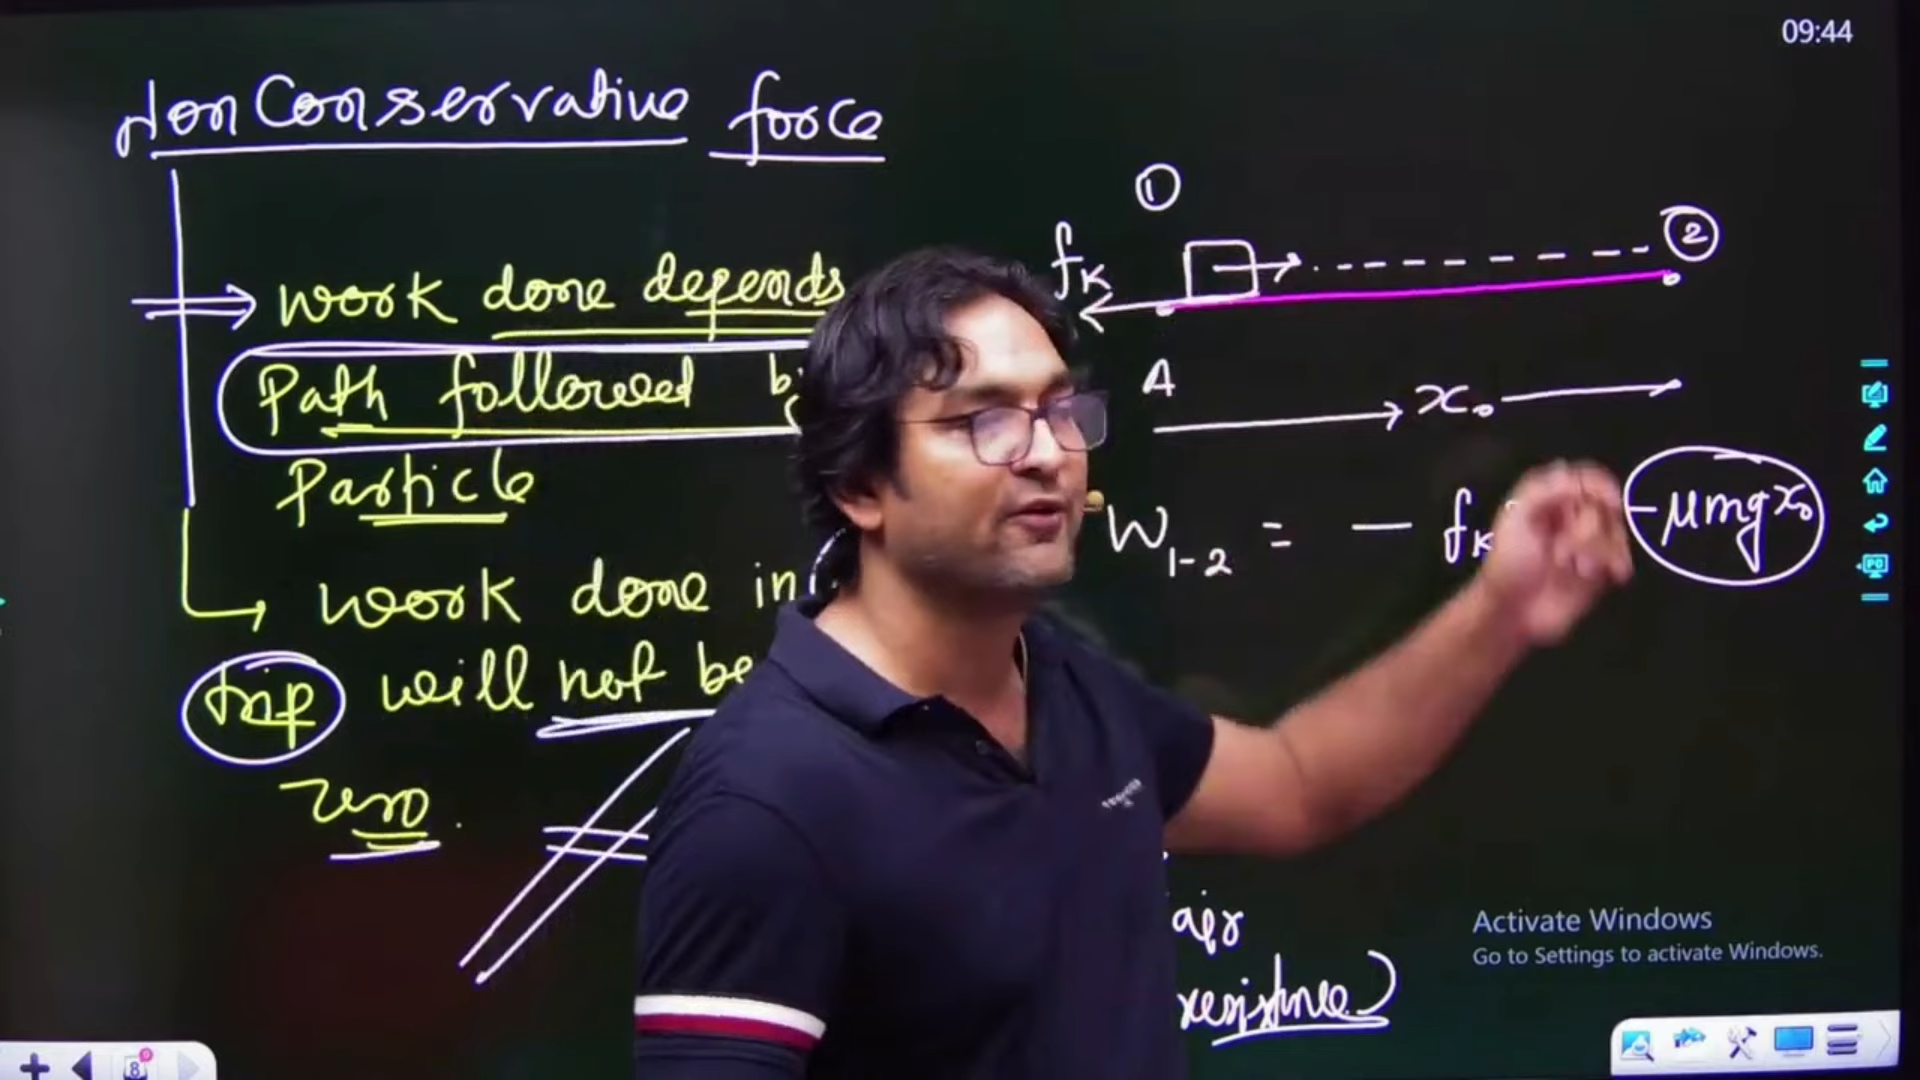 09:44
Non Conservative force
①
②
fK
work done depends
Path followed
A
x₀
Particle
W₁₋₂ = - fK
-μmgx₀
work done in
trip will not be
zero.
air
resistance)
Activate Windows
Go to Settings to activate Windows.